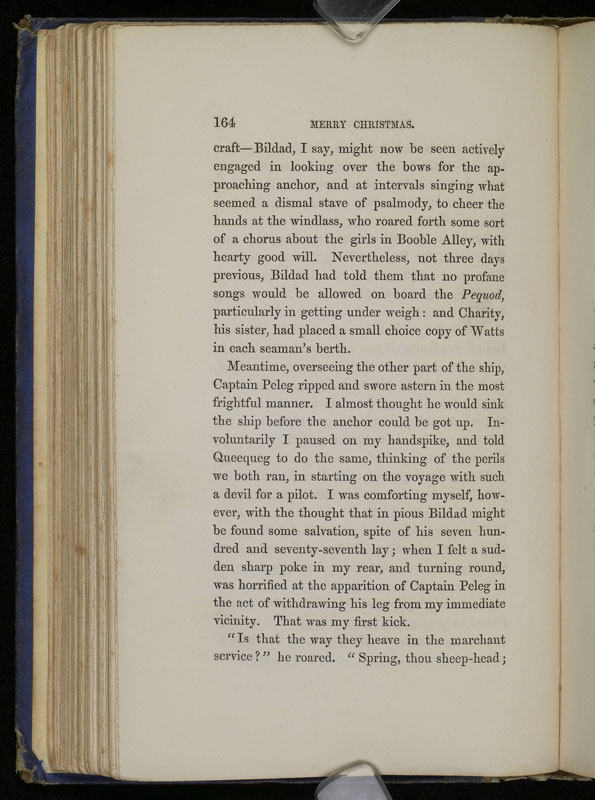 164 MERRY CHRISTMAS.
craft—Bildad, I say, might now be seen actively
engaged in looking over the bows for the ap-
proaching anchor, and at intervals singing what
seemed a dismal stave of psalmody, to cheer the
hands at the windlass, who roared forth some sort
of a chorus about the girls in Booble Alley, with
hearty good will. Nevertheless, not three days
previous, Bildad had told them that no profane
songs would be allowed on board the Pequod,
particularly in getting under weigh: and Charity,
his sister, had placed a small choice copy of Watts
in each seaman's berth.
Meantime, overseeing the other part of the ship,
Captain Peleg ripped and swore astern in the most
frightful manner. I almost thought he would sink
the ship before the anchor could be got up. In-
voluntarily I paused on my handspike, and told
Queequeg to do the same, thinking of the perils
we both ran, in starting on the voyage with such
a devil for a pilot. I was comforting myself, how-
ever, with the thought that in pious Bildad might
be found some salvation, spite of his seven hun-
dred and seventy-seventh lay; when I felt a sud-
den sharp poke in my rear, and turning round,
was horrified at the apparition of Captain Peleg in
the act of withdrawing his leg from my immediate
vicinity. That was my first kick.
"Is that the way they heave in the marchant
service?" he roared. "Spring, thou sheep-head;